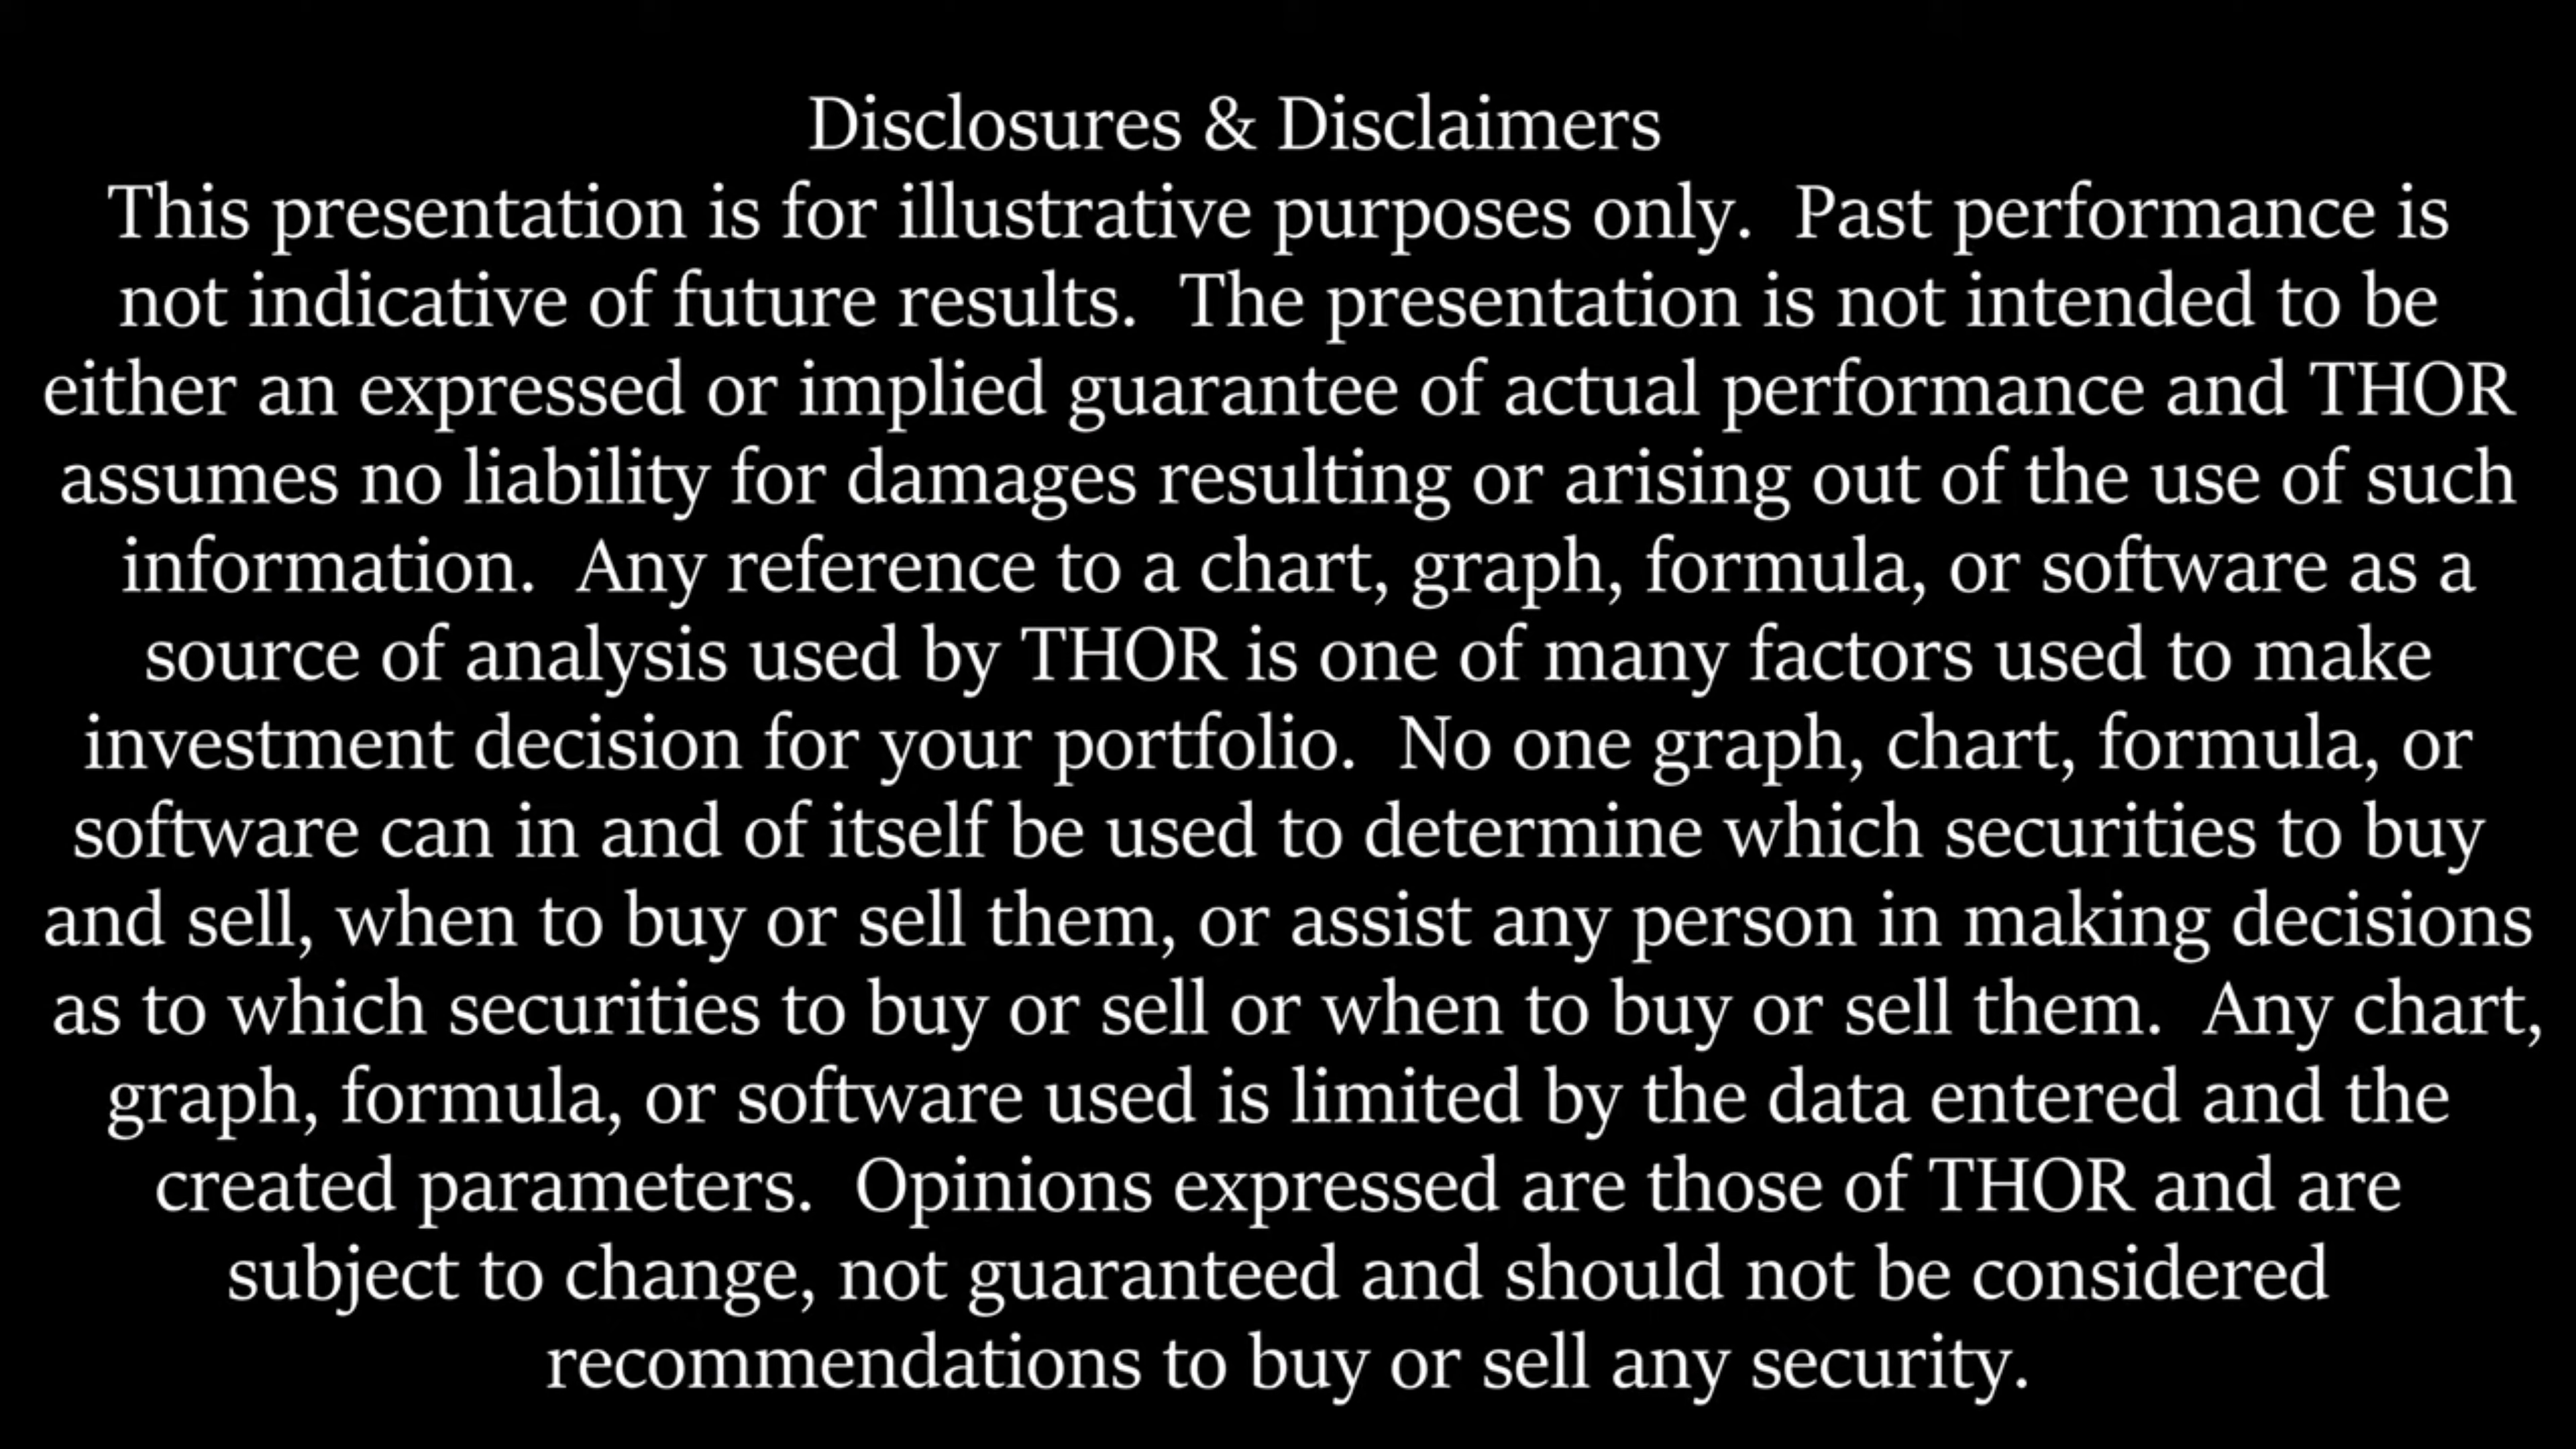 Disclosures & Disclaimers
This presentation is for illustrative purposes only.  Past performance is
not indicative of future results.  The presentation is not intended to be
either an expressed or implied guarantee of actual performance and THOR
assumes no liability for damages resulting or arising out of the use of such
information.  Any reference to a chart, graph, formula, or software as a
source of analysis used by THOR is one of many factors used to make
investment decision for your portfolio.  No one graph, chart, formula, or
software can in and of itself be used to determine which securities to buy
and sell, when to buy or sell them, or assist any person in making decisions
as to which securities to buy or sell or when to buy or sell them.  Any chart,
graph, formula, or software used is limited by the data entered and the
created parameters.  Opinions expressed are those of THOR and are
subject to change, not guaranteed and should not be considered
recommendations to buy or sell any security.